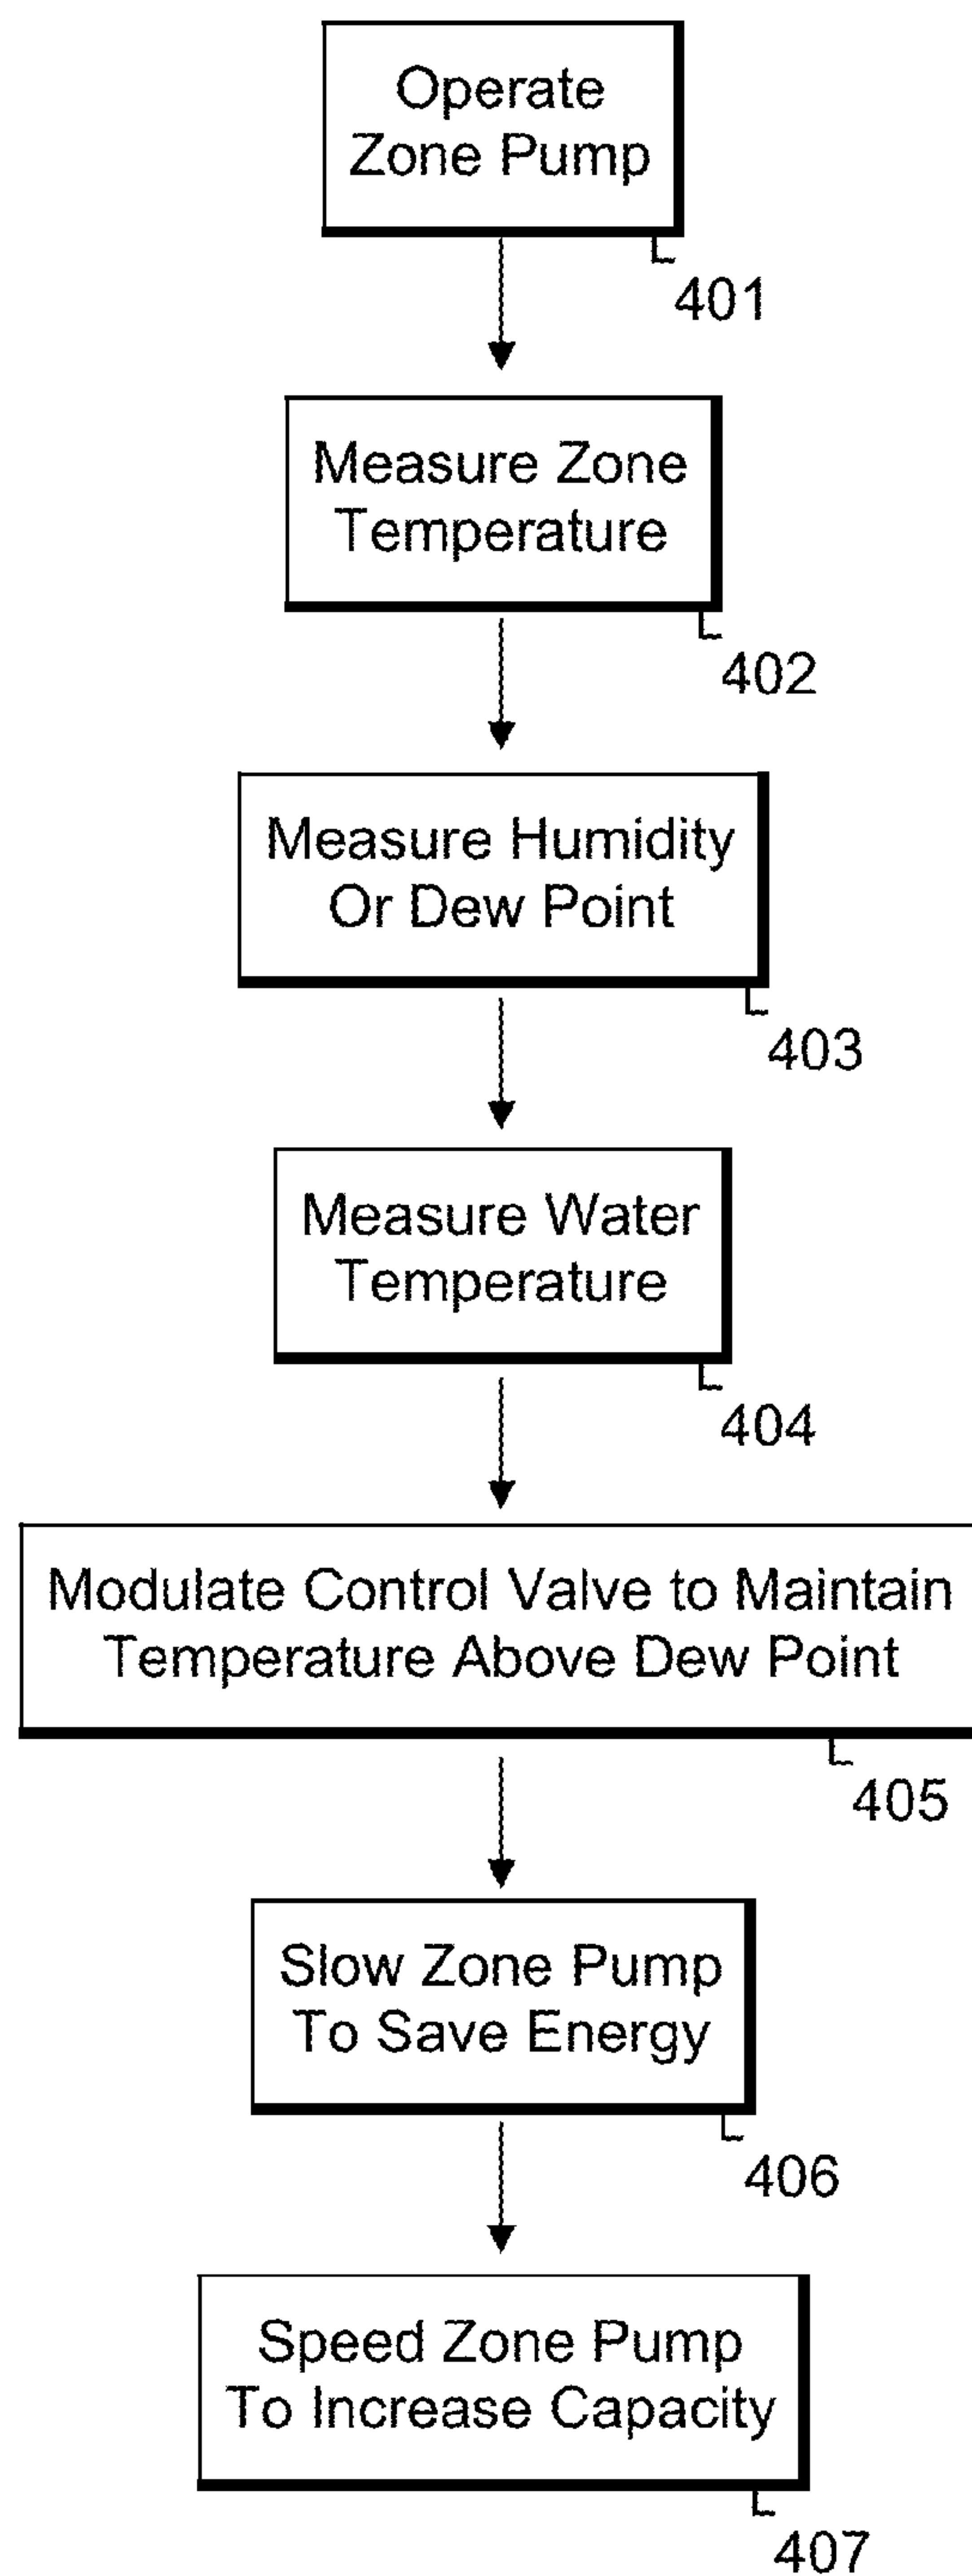 Operate
Zone Pump
401
Measure Zone
Temperature
402
Measure Humidity
Or Dew Point
403
Measure Water
Temperature
404
Modulate Control Valve to Maintain
Temperature Above Dew Point
405
Slow Zone Pump
To Save Energy
406
Speed Zone Pump
To Increase Capacity
407